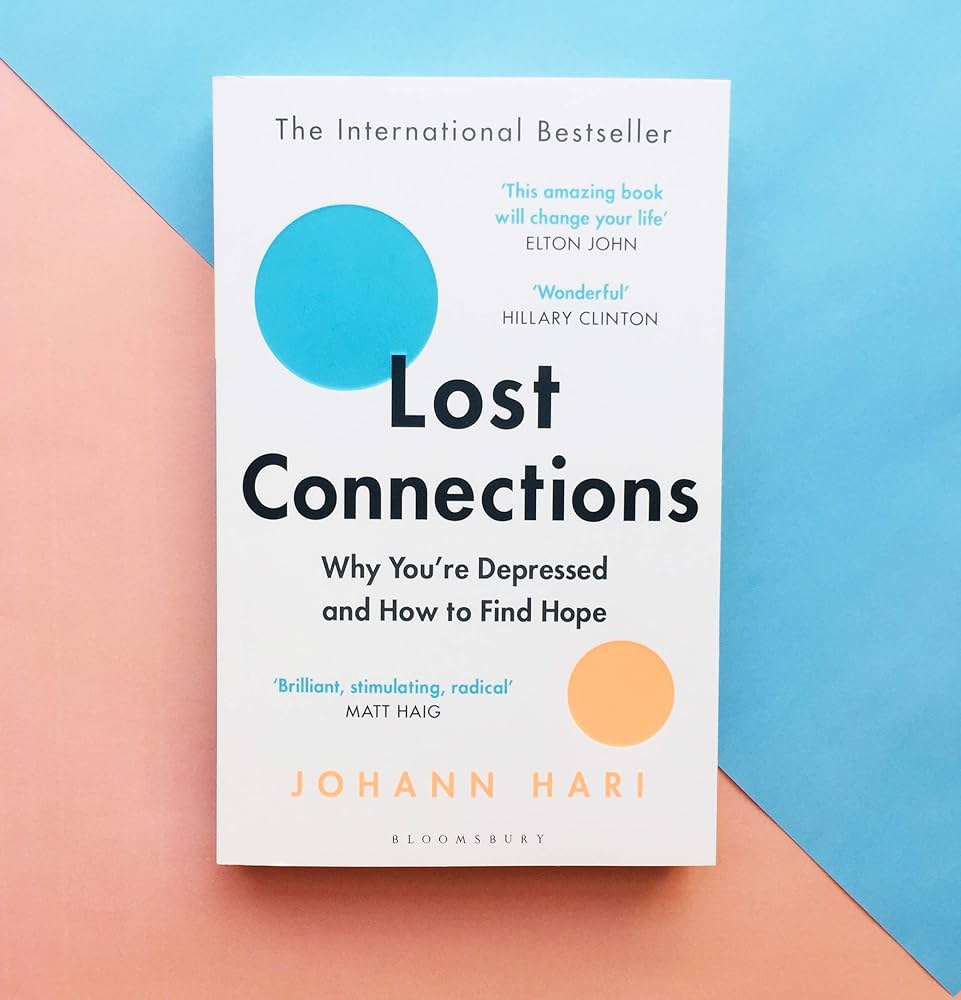 The International Bestseller
‘This amazing book
will change your life’
ELTON JOHN
‘Wonderful’
HILLARY CLINTON
Lost
Connections
Why You’re Depressed
and How to Find Hope
‘Brilliant, stimulating, radical’
MATT HAIG
JOHANN HARI
BLOOMSBURY